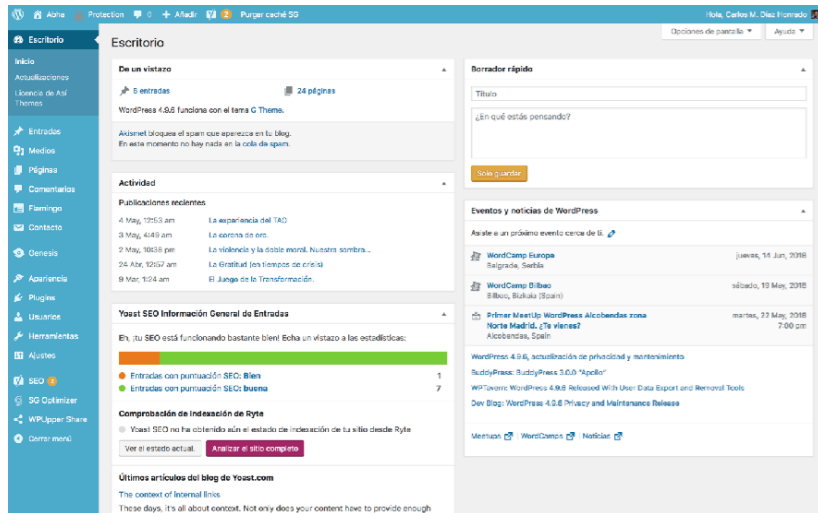 Aloha Protection 0 + Añadir 2 Purgar caché SG
Hola, Carlos M. Díez Honrado
Opciones de pantalla Ayuda
Escritorio
Inicio
Actualizaciones
Licencia de Así
Themes
Entradas
Medios
Páginas
Comentarios
Flamingo
Contacto
Genesis
Apariencia
Plugins
Usuarios
Herramientas
Ajustes
SEO 2
SG Optimizer
WPUpper Share
Cerrar menú
Escritorio
De un vistazo
8 entradas 24 páginas
WordPress 4.9.6 funciona con el tema G Theme.
Akismet bloquea el spam que aparezca en tu blog.
En este momento no hay nada en la cola de spam.
Actividad
Publicaciones recientes
4 May, 12:53 am La experiencia del TAO
3 May, 4:49 am La corona de oro.
2 May, 10:38 pm La violencia y la doble moral. Nuestra sombra…
24 Abr, 12:57 am La Gratitud (en tiempos de crisis)
9 Mar, 1:24 am El Juego de la Transformación.
Yoast SEO Información General de Entradas
Eh, ¡tu SEO está funcionando bastante bien! Echa un vistazo a las estadísticas:
Entradas con puntuación SEO: Bien 1
Entradas con puntuación SEO: buena 7
Comprobación de indexación de Ryte
Yoast SEO no ha obtenido aún el estado de indexación de tu sitio desde Ryte
Ver el estado actual. Analizar el sitio completo
Últimos artículos del blog de Yoast.com
The context of internal links
These days, it's all about context. Not only does your content have to provide enough
Borrador rápido
Título
¿En qué estás pensando?
Solo guardar
Eventos y noticias de WordPress
Asiste a un próximo evento cerca de ti.
WordCamp Europe jueves, 14 Jun, 2018
Belgrade, Serbia
WordCamp Bilbao sábado, 19 May, 2018
Bilbao, Bizkaia (Spain)
Primer MeetUp WordPress Alcobendas zona martes, 22 May, 2018
Norte Madrid. ¿Te vienes? 7:00 pm
Alcobendas, Spain
WordPress 4.9.6, actualización de privacidad y mantenimiento
BuddyPress: BuddyPress 3.0.0 "Apollo"
WPTavern: WordPress 4.9.6 Released With User Data Export and Removal Tools
Dev Blog: WordPress 4.9.6 Privacy and Maintenance Release
Meetups | WordCamps | Noticias